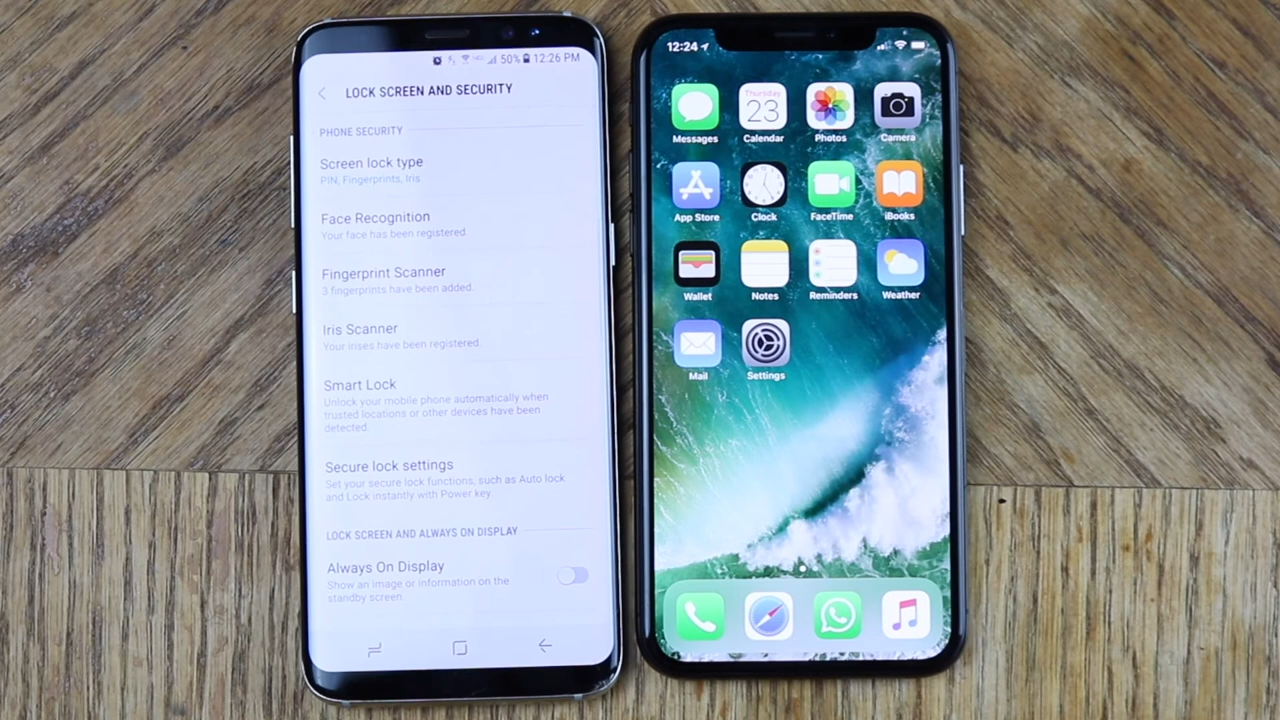 50% 12:26 PM
LOCK SCREEN AND SECURITY
PHONE SECURITY
Screen lock type
PIN, Fingerprints, Iris
Face Recognition
Your face has been registered.
Fingerprint Scanner
3 fingerprints have been added.
Iris Scanner
Your irises have been registered.
Smart Lock
Unlock your mobile phone automatically when
trusted locations or other devices have been
detected.
Secure lock settings
Set your secure lock functions, such as Auto lock
and Lock instantly with Power key.
LOCK SCREEN AND ALWAYS ON DISPLAY
Always On Display
Show an image or information on the
standby screen.
12:24
Thursday
23
Messages Calendar Photos Camera
App Store Clock FaceTime iBooks
Wallet Notes Reminders Weather
Mail Settings